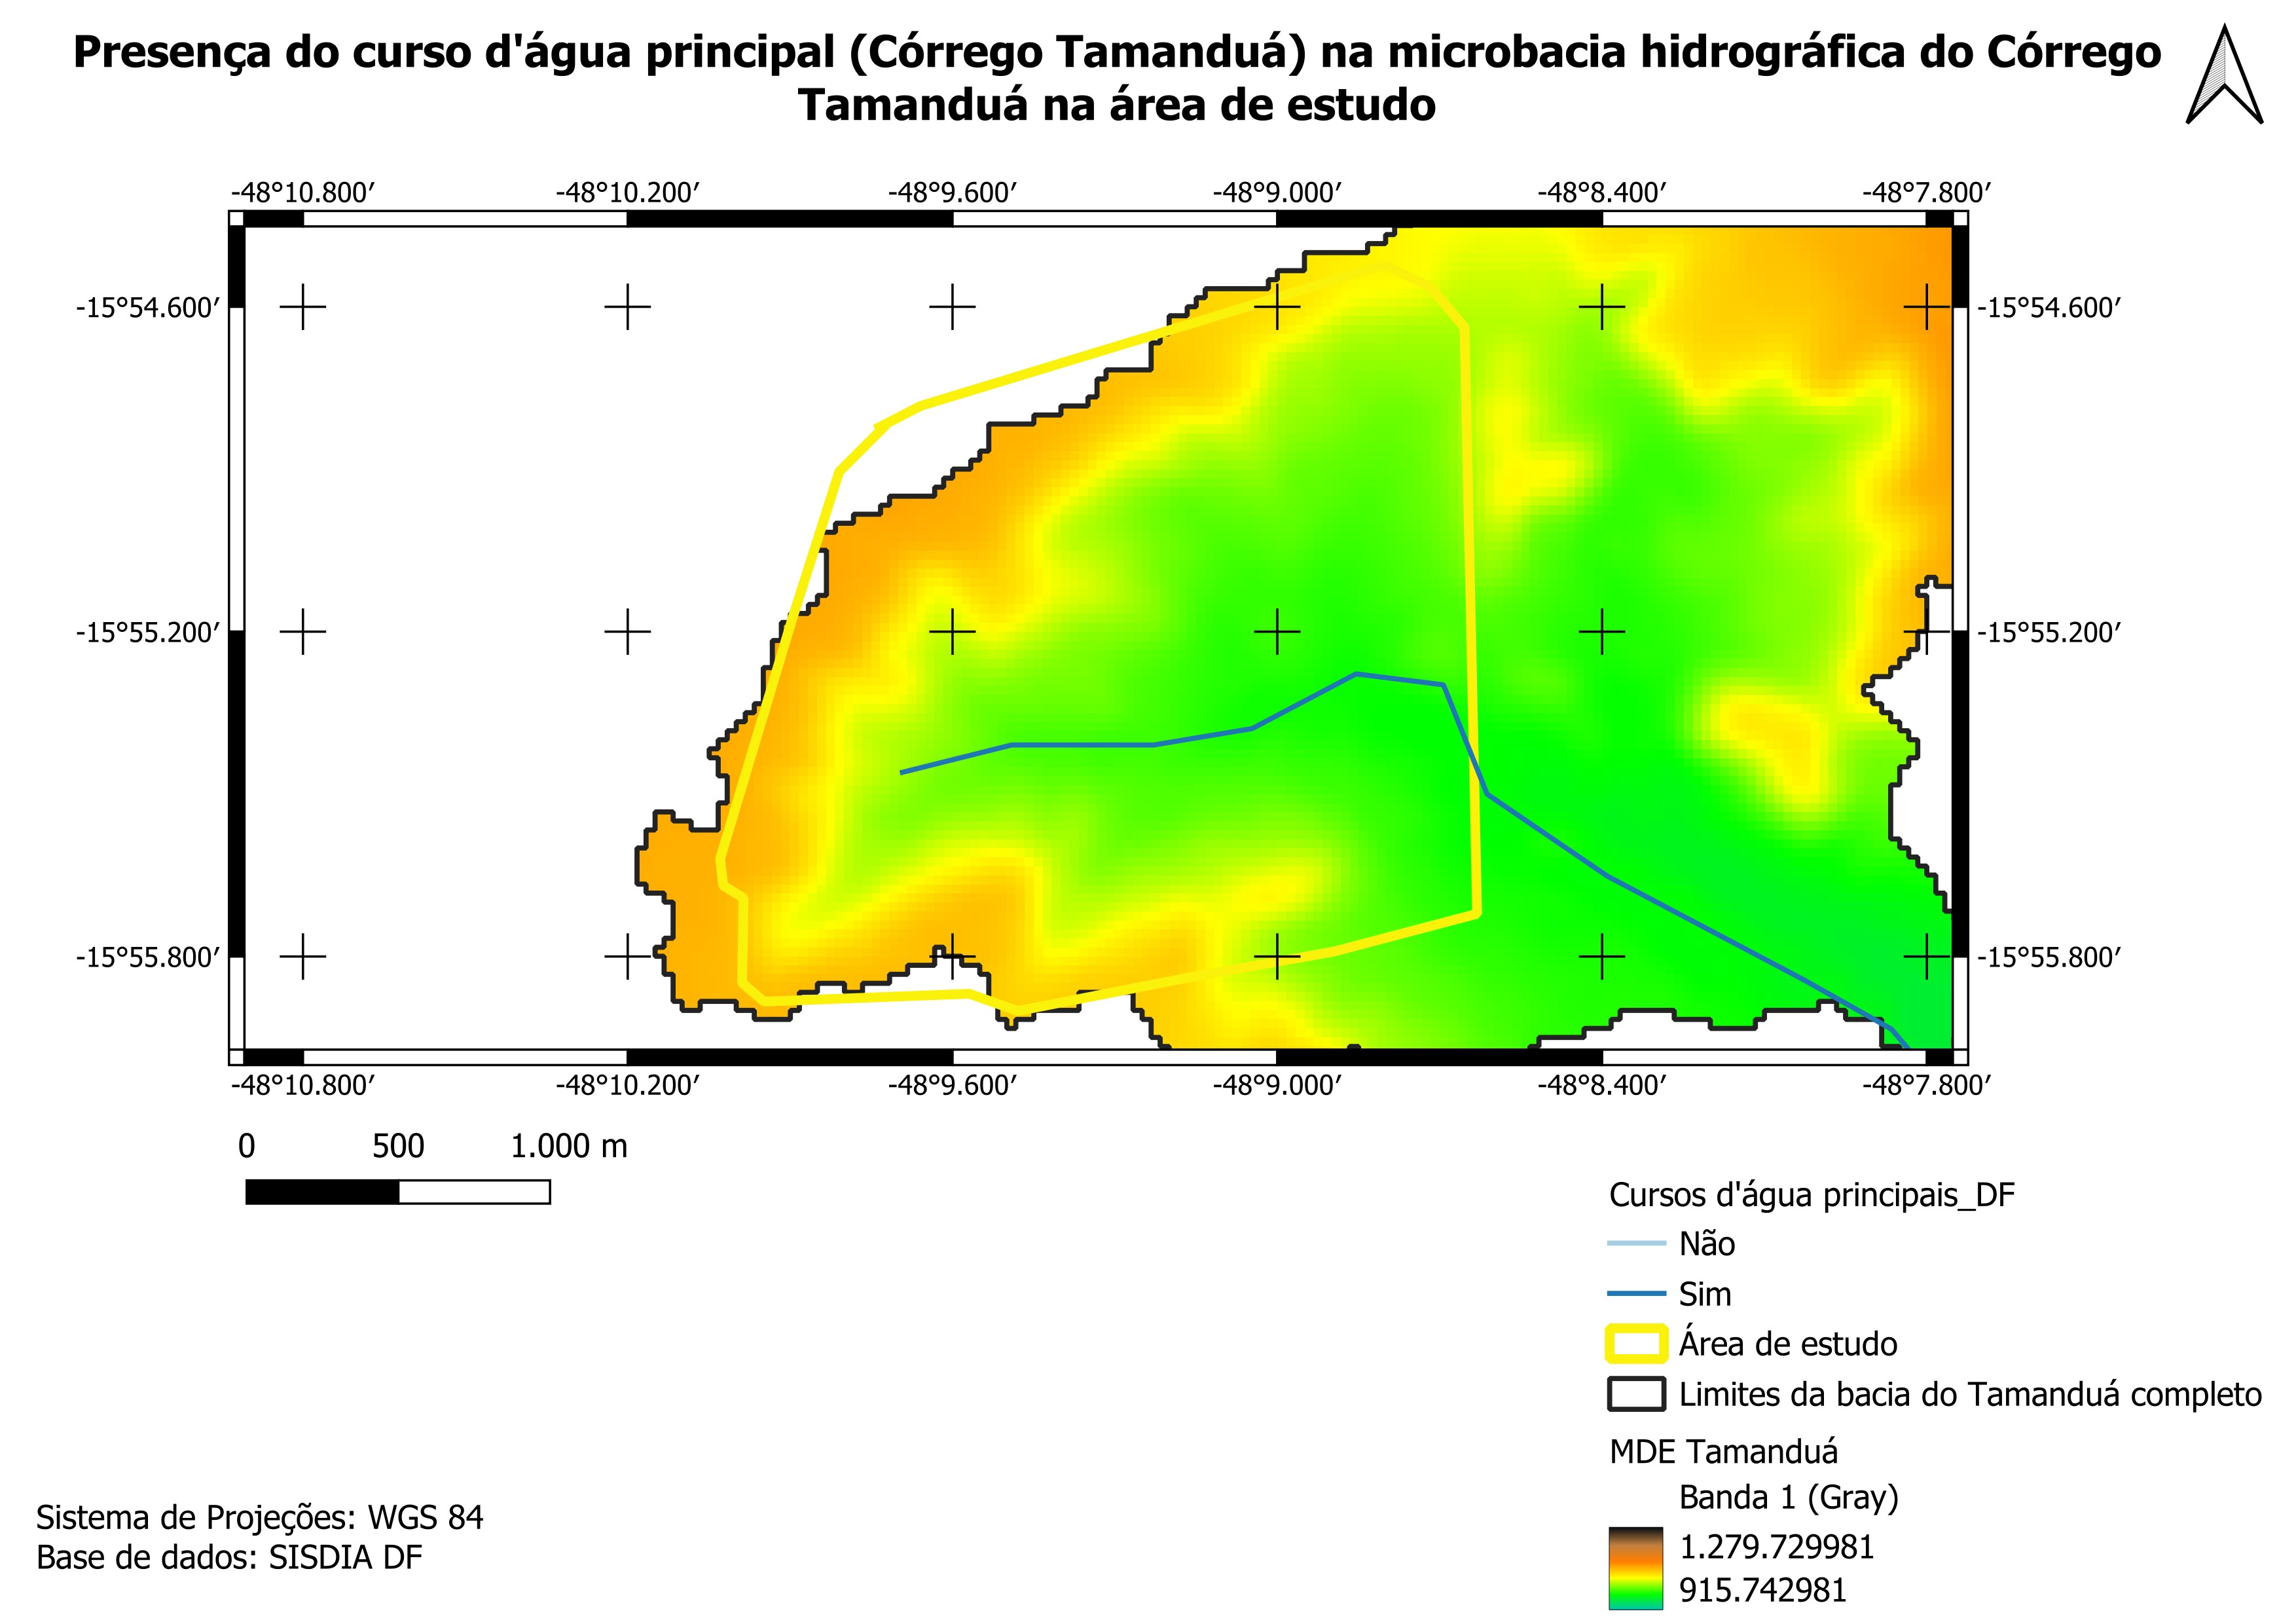 Presença do curso d'água principal (Córrego Tamanduá) na microbacia hidrográfica do Córrego
Tamanduá na área de estudo
-48°10.800′ -48°10.200′ -48°9.600′ -48°9.000′ -48°8.400′ -48°7.800′
-15°54.600′ -15°54.600′
-15°55.200′ -15°55.200′
-15°55.800′ -15°55.800′
-48°10.800′ -48°10.200′ -48°9.600′ -48°9.000′ -48°8.400′ -48°7.800′
0 500 1.000 m
Cursos d'água principais_DF
Não
Sim
Área de estudo
Limites da bacia do Tamanduá completo
MDE Tamanduá
Banda 1 (Gray)
1.279.729981
915.742981
Sistema de Projeções: WGS 84
Base de dados: SISDIA DF